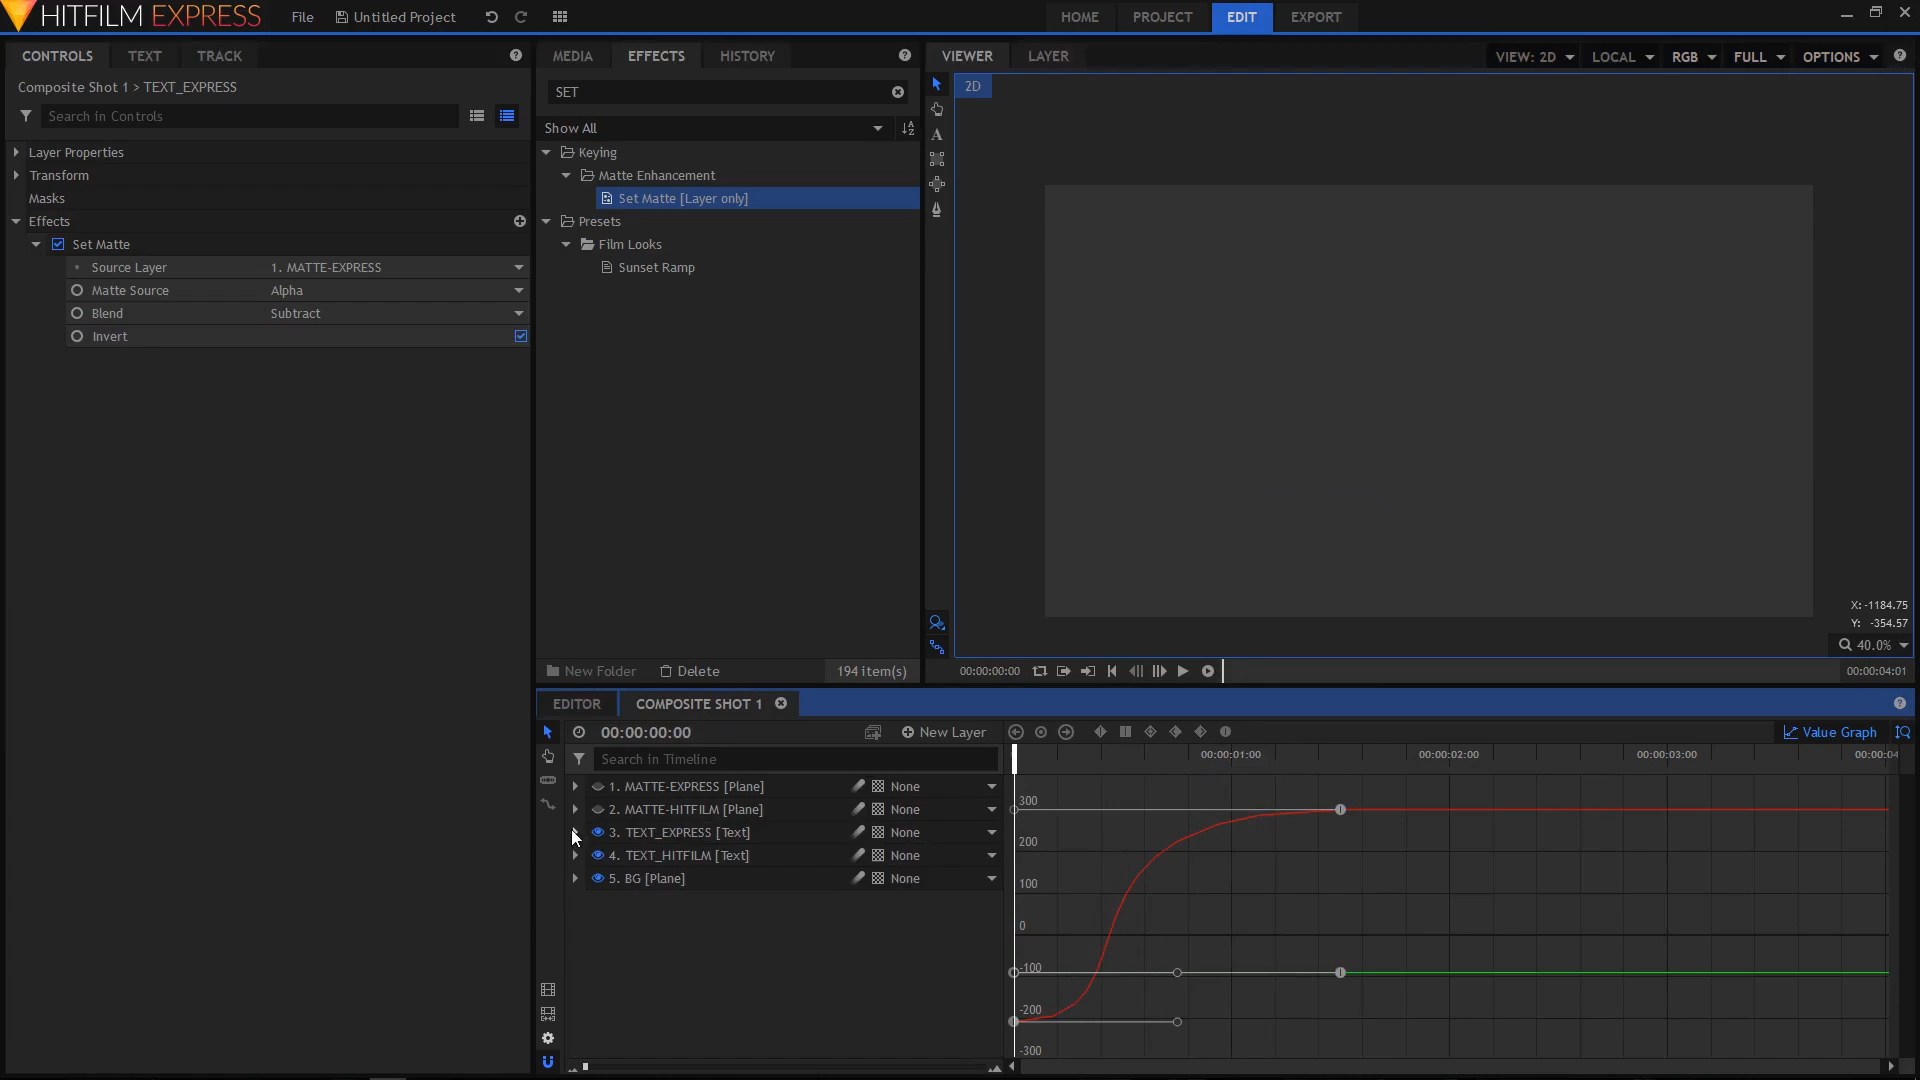 HITFILM EXPRESS
File
Untitled Project
HOME
PROJECT
EDIT
EXPORT
CONTROLS
TEXT
TRACK
Composite Shot 1 > TEXT_EXPRESS
Search in Controls
Layer Properties
Transform
Masks
Effects
Set Matte
Source Layer 1. MATTE-EXPRESS
Matte Source Alpha
Blend Subtract
Invert
MEDIA
EFFECTS
HISTORY
SET
Show All
Keying
Matte Enhancement
Set Matte [Layer only]
Presets
Film Looks
Sunset Ramp
New Folder
Delete
194 item(s)
VIEWER
LAYER
VIEW: 2D
LOCAL
RGB
FULL
OPTIONS
2D
X: -1184.75
Y: -354.57
40.0%
00:00:00:00
00:00:04:01
EDITOR
COMPOSITE SHOT 1
00:00:00:00
New Layer
Value Graph
Search in Timeline
00:00:01:00
00:00:02:00
00:00:03:00
00:00:04
1. MATTE-EXPRESS [Plane] None
2. MATTE-HITFILM [Plane] None
3. TEXT_EXPRESS [Text] None
4. TEXT_HITFILM [Text] None
5. BG [Plane] None
300
200
100
0
-100
-200
-300